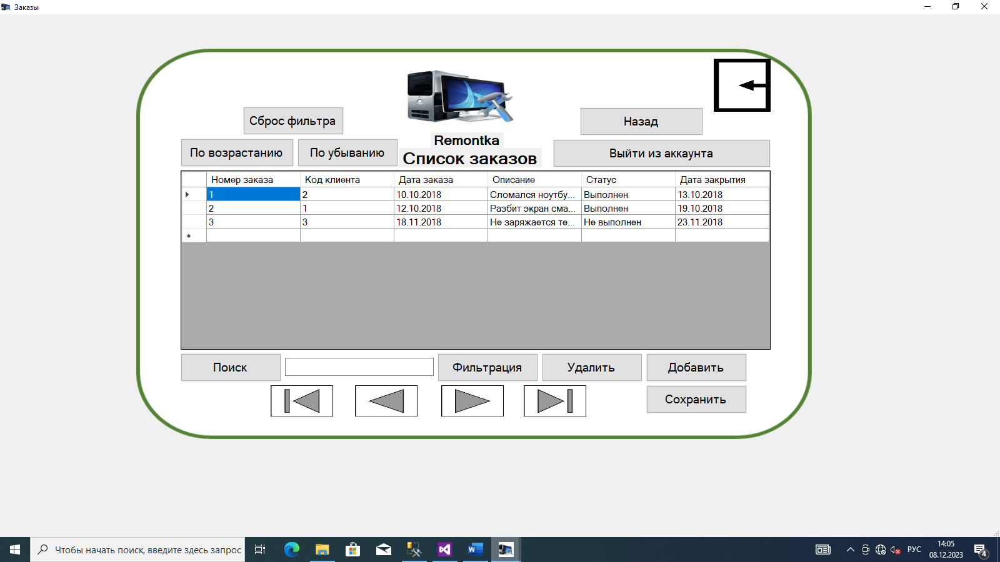 Заказы
Сброс фильтра
Назад
По возрастанию
По убыванию
Remontka
Список заказов
Выйти из аккаунта
Номер заказа Код клиента Дата заказа Описание Статус Дата закрытия
1 2 10.10.2018 Сломался ноутбу... Выполнен 13.10.2018
2 1 12.10.2018 Разбит экран сма... Выполнен 19.10.2018
3 3 18.11.2018 Не заряжается те... Не выполнен 23.11.2018
Поиск
Фильтрация
Удалить
Добавить
Сохранить
Чтобы начать поиск, введите здесь запрос
РУС
14:05
08.12.2023
4